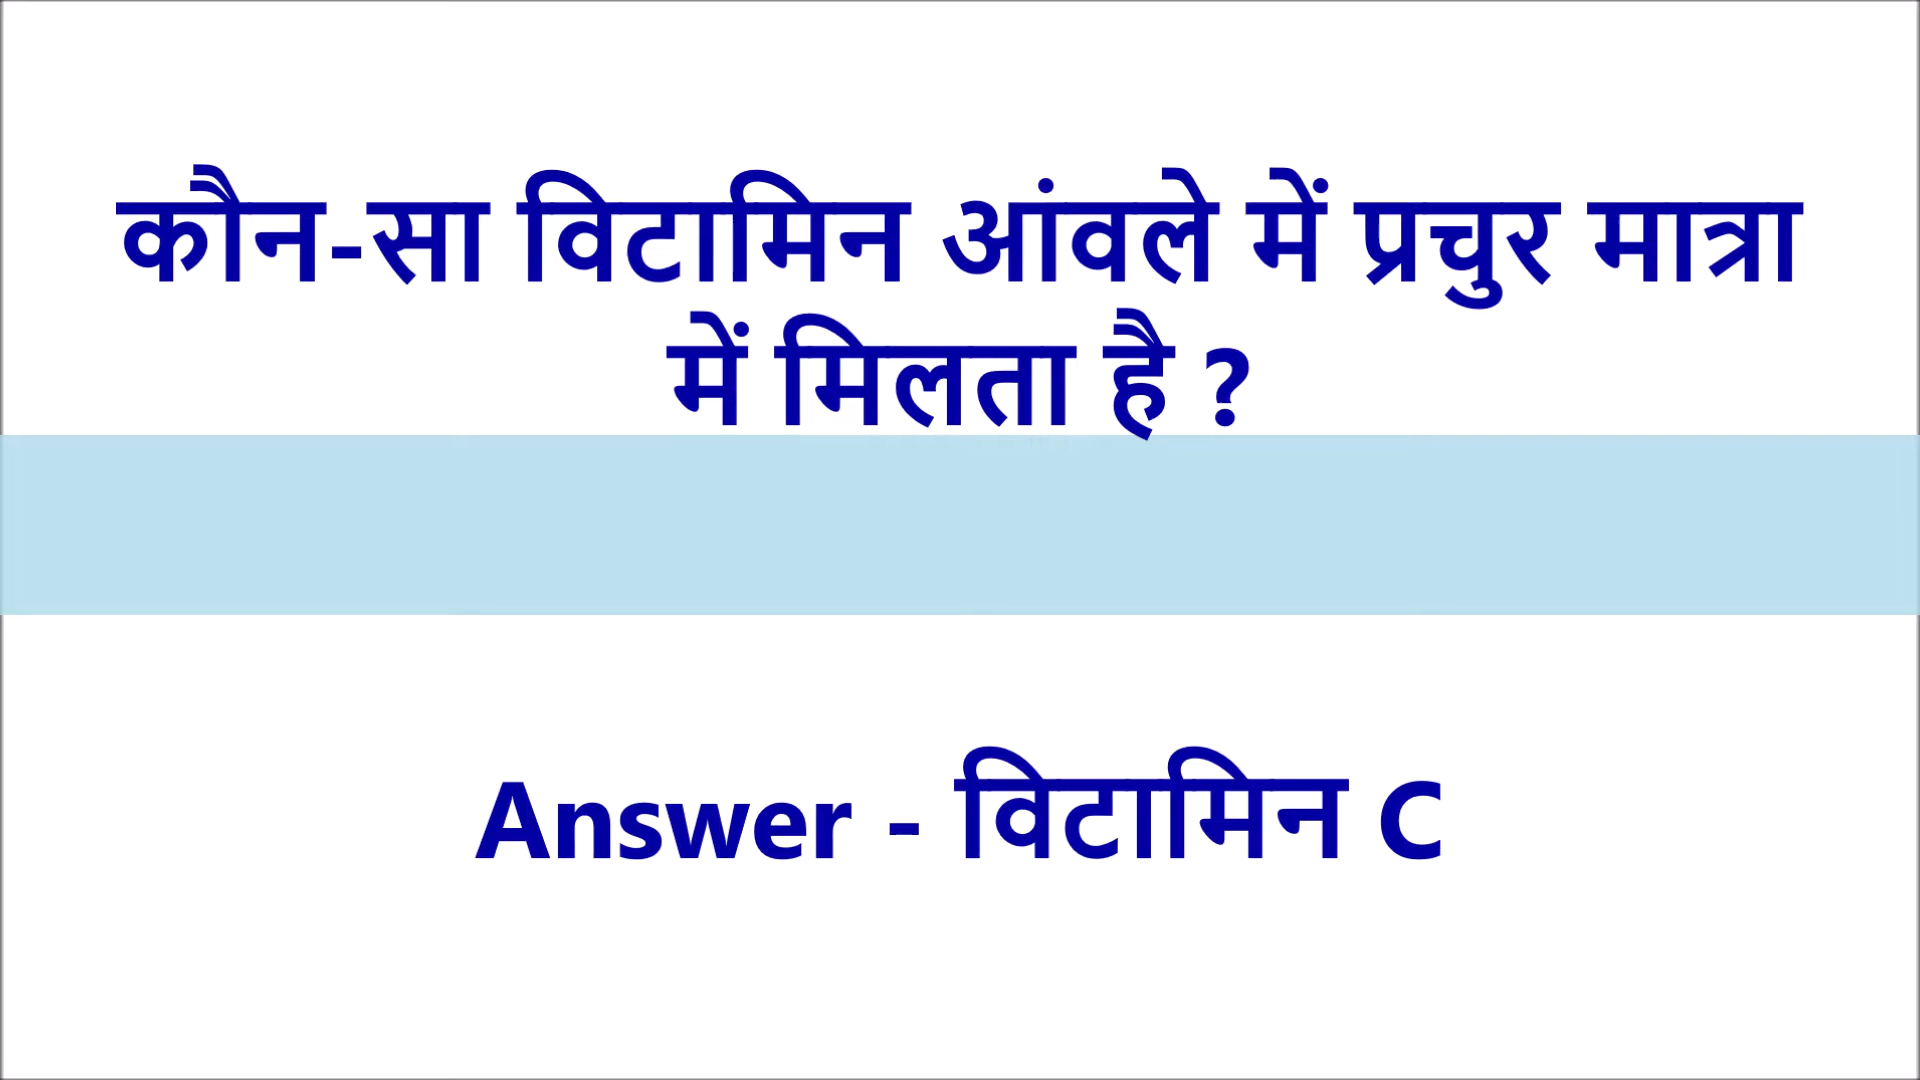 कौन-सा विटामिन आंवले में प्रचुर मात्रा
में मिलता है ?
Answer - विटामिन C